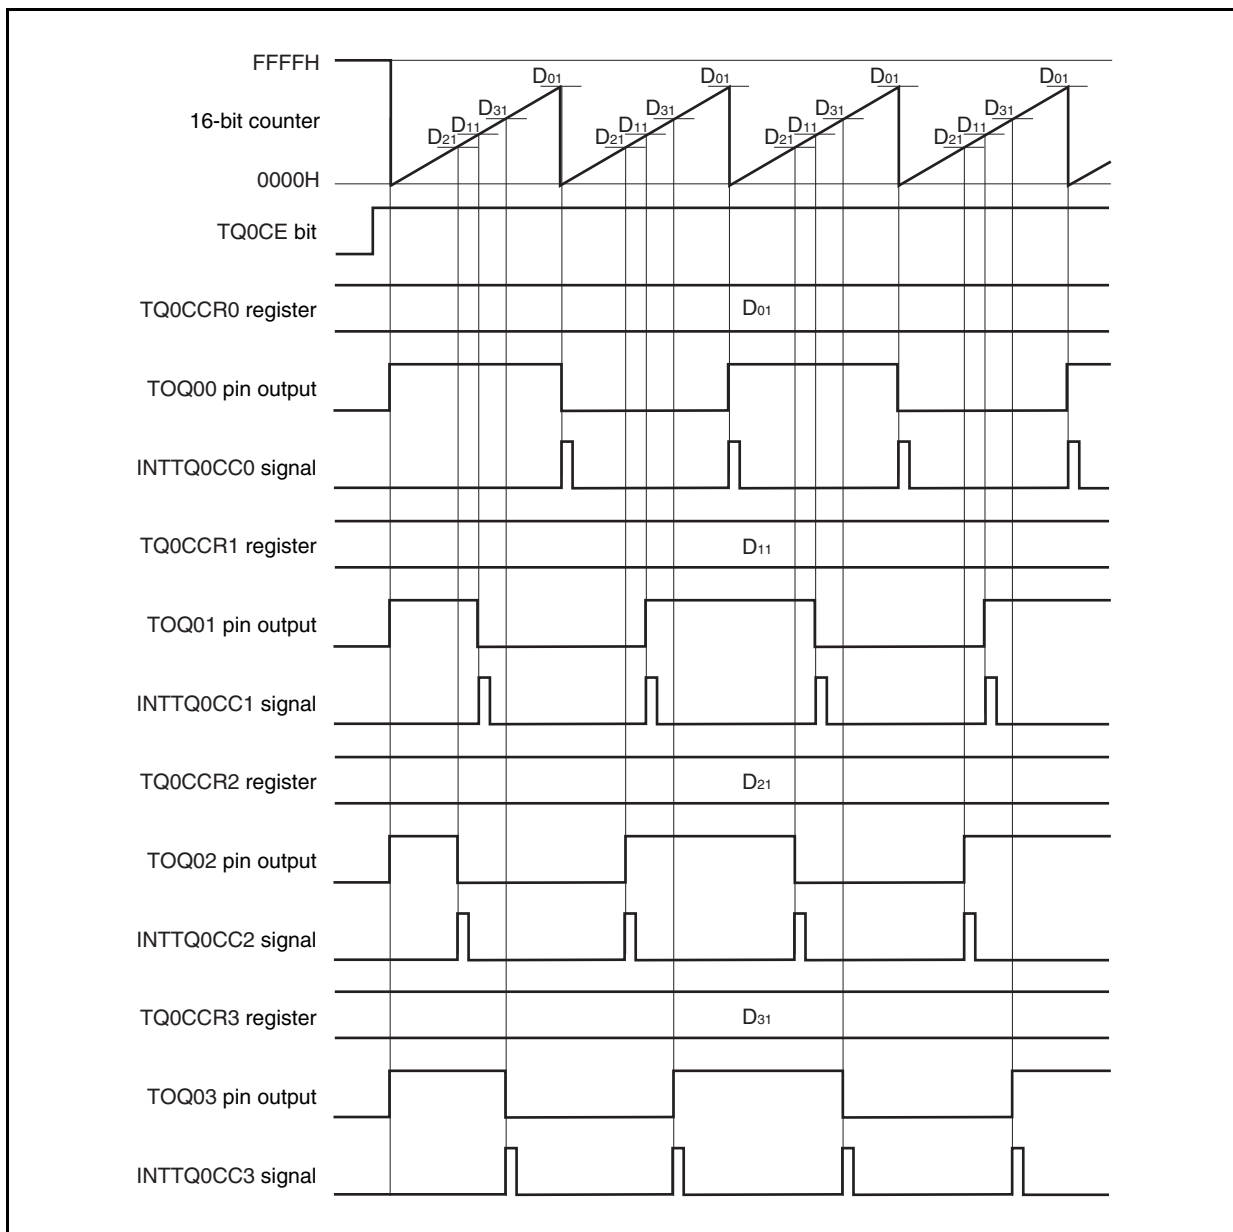 FFFFH
16-bit counter
0000H
D01 D01 D01 D01
D31 D31 D31 D31
D11 D11 D11 D11
D21 D21 D21 D21
TQ0CE bit
TQ0CCR0 register
D01
TOQ00 pin output
INTTQ0CC0 signal
TQ0CCR1 register
D11
TOQ01 pin output
INTTQ0CC1 signal
TQ0CCR2 register
D21
TOQ02 pin output
INTTQ0CC2 signal
TQ0CCR3 register
D31
TOQ03 pin output
INTTQ0CC3 signal